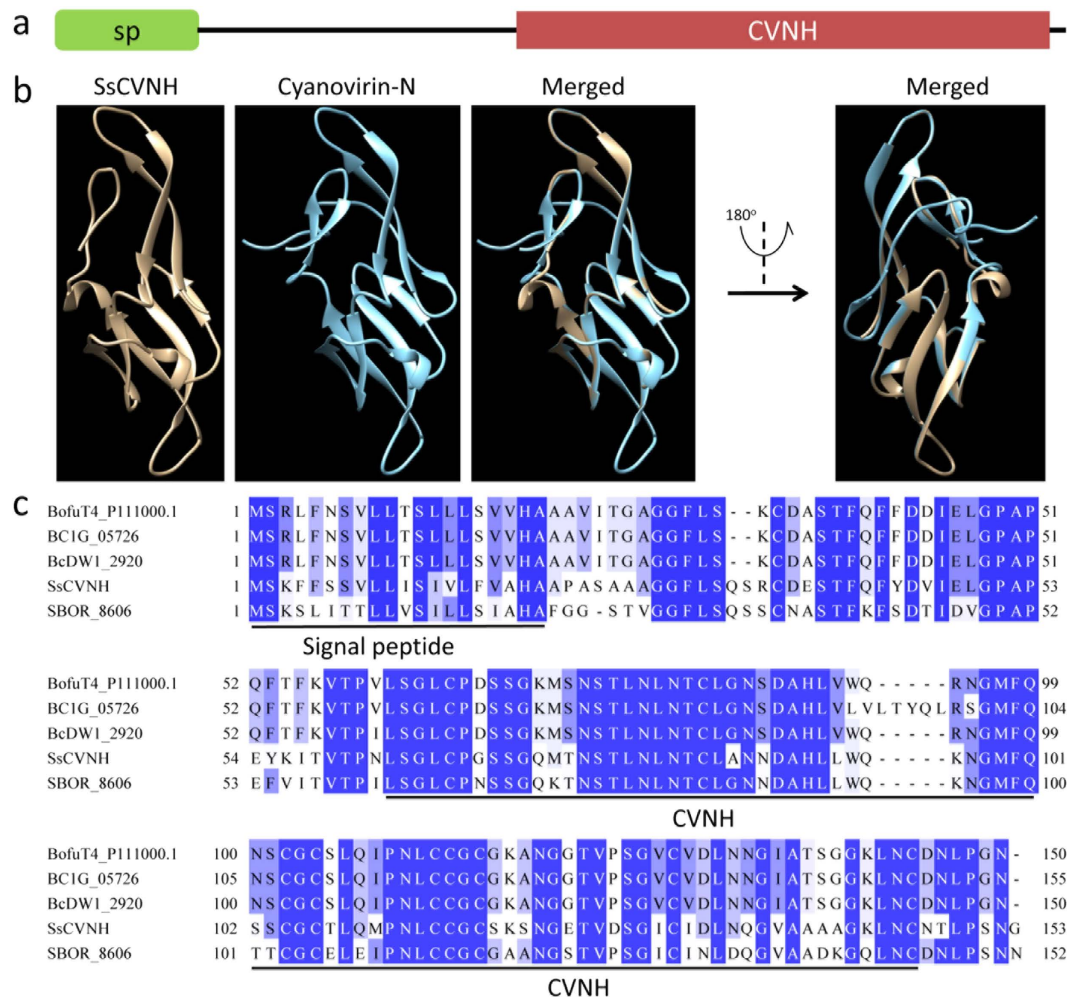 a
sp
CVNH
b
SsCVNH Cyanovirin-N Merged Merged
180°
c
BofuT4_P111000.1 1 MSRLFNSVLLTSLLLSVVHAAAVITGAGGFLS--KCDASTFQFFDDIELGPAP 51
BC1G_05726 1 MSRLFNSVLLTSLLLSVVHAAAVITGAGGFLS--KCDASTFQFFDDIELGPAP 51
BcDW1_2920 1 MSRLFNSVLLTSLLLSVVHAAAVITGAGGFLS--KCDASTFQFFDDIELGPAP 51
SsCVNH 1 MSKFFSSVLLISIVLFVAHAAPASAAAGGFLSQSRCDESTFQFYDVIELGPAP 53
SBOR_8606 1 MSKSLITTLLVSILLSIAHAFGG-STVGGFLSQSSCNASTFKFSDTIDVGPAP 52
Signal peptide
BofuT4_P111000.1 52 QFTFKVTPVLSGLCPDSSGKMSNSTLNLNTCLGNSDAHLVWQ-----RNGMFQ 99
BC1G_05726 52 QFTFKVTPVLSGLCPDSSGKMSNSTLNLNTCLGNSDAHLVLVLTYQLRSGMFQ 104
BcDW1_2920 52 QFTFKVTPILSGLCPDSSGKMSNSTLNLNTCLGNSDAHLVWQ-----RNGMFQ 99
SsCVNH 54 EYKITVTPNLSGLCPGSSGQMTNSTLNLNTCLANNDAHLLWQ-----KNGMFQ 101
SBOR_8606 53 EFVITVTPILSGLCPNSSGQKTNSTLNLNTCLGNNDAHLLWQ-----KNGMFQ 100
CVNH
BofuT4_P111000.1 100 NSCGCSLQIPNLCCGCGKANGGTVPSGVCVDLNNGIATSGGKLNCDNLPGN- 150
BC1G_05726 105 NSCGCSLQIPNLCCGCGKANGGTVPSGVCVDLNNGIATSGGKLNCDNLPGN- 155
BcDW1_2920 100 NSCGCSLQIPNLCCGCGKANGGTVPSGVCVDLNNGIATSGGKLNCDNLPGN- 150
SsCVNH 102 SSCGCTLQMPNLCCGCSKSNGETVDSGICIDLNQGVAAAAGKLNCNTLPSNG 153
SBOR_8606 101 TTCGCELEIPNLCCGCGAANGSTVPSGICINLDQGVAADKGQLNCDNLPSNN 152
CVNH